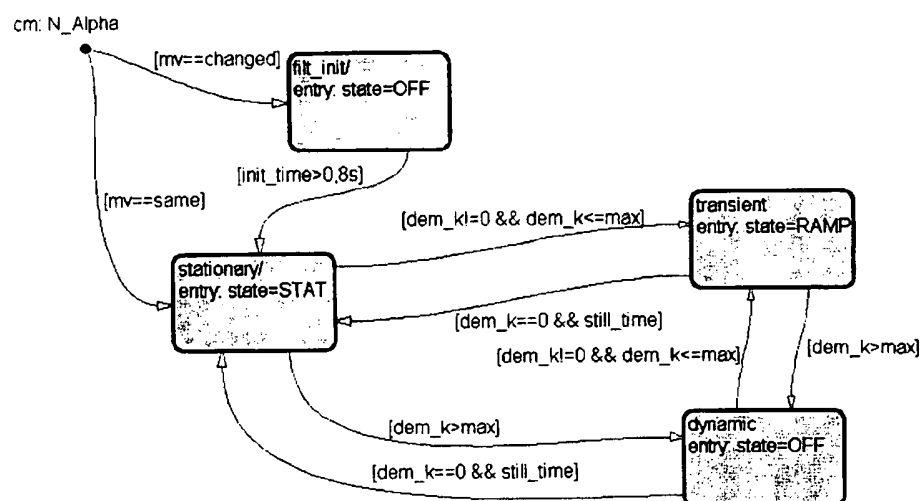 cm: N_Alpha
[mv==changed]
filt_init/
entry: state=OFF
[init_time>0,8s]
[mv==same]
[dem_k!=0 && dem_k<=max]
transient
entry: state=RAMP
stationary/
entry: state=STAT
[dem_k==0 && still_time]
[dem_k!=0 && dem_k<=max]
[dem_k>max]
[dem_k>max]
dynamic
entry: state=OFF
[dem_k==0 && still_time]